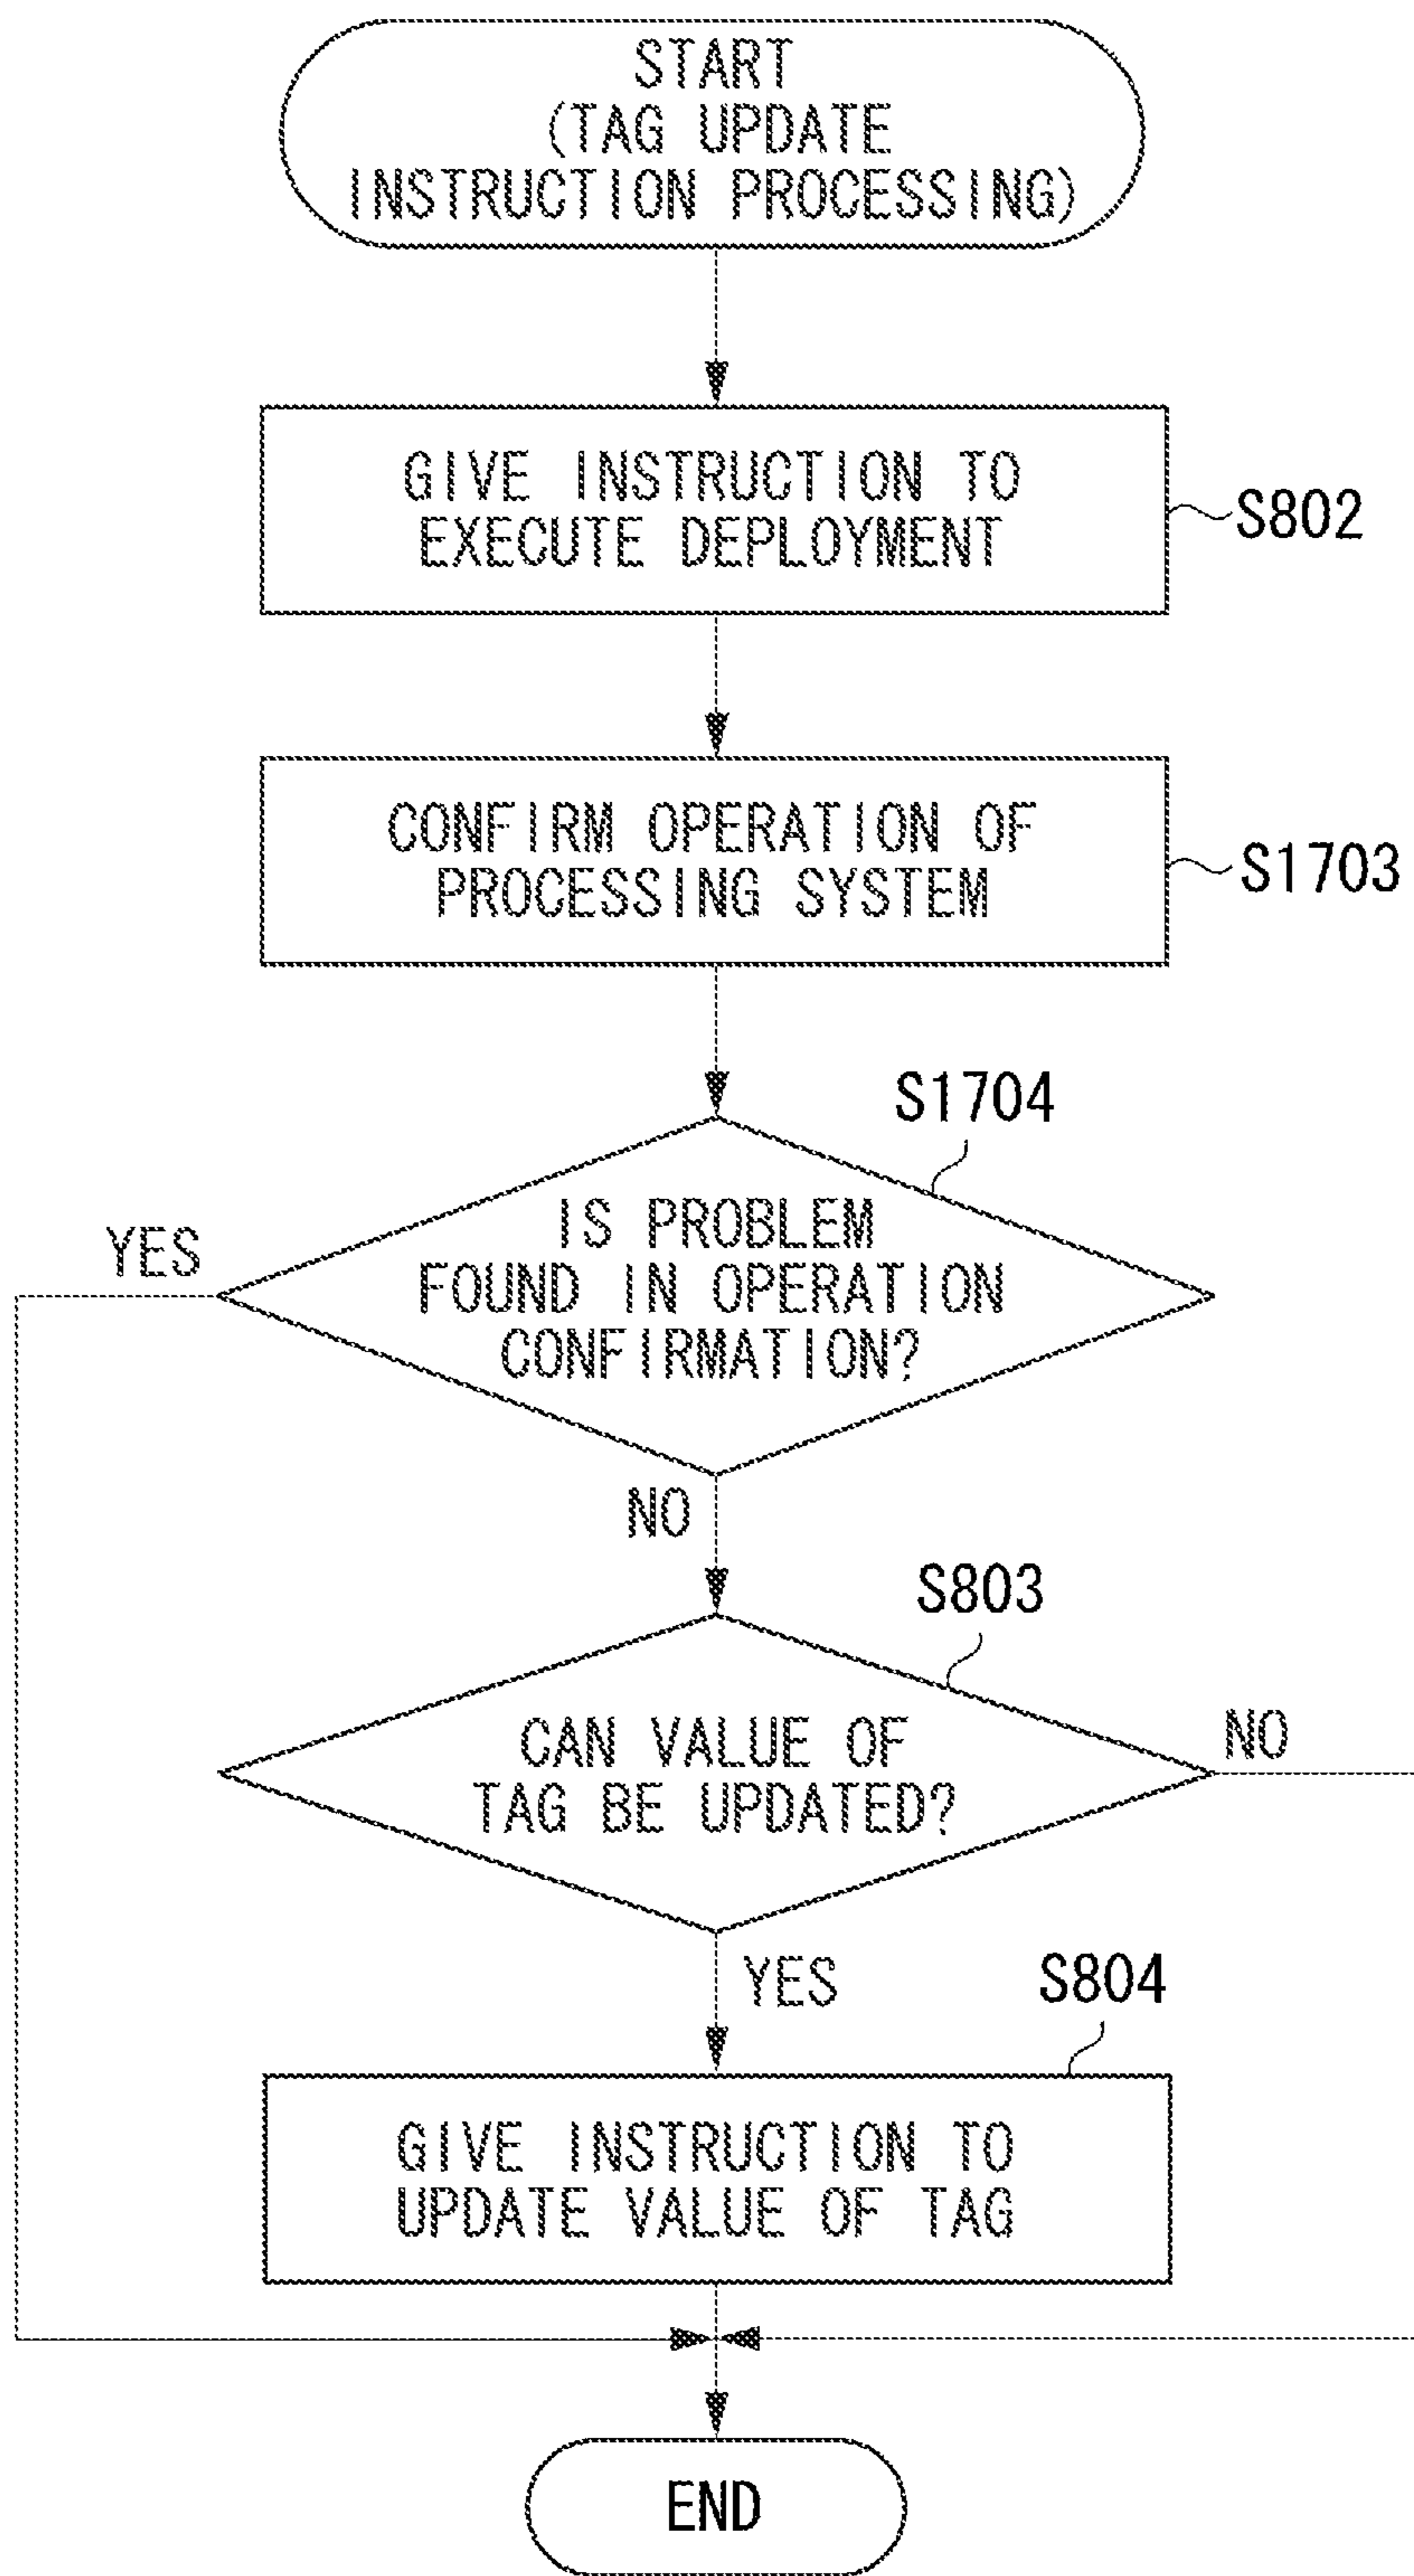 START
(TAG UPDATE
INSTRUCTION PROCESSING)
GIVE INSTRUCTION TO
EXECUTE DEPLOYMENT
S802
CONFIRM OPERATION OF
PROCESSING SYSTEM
S1703
S1704
IS PROBLEM
FOUND IN OPERATION
CONFIRMATION?
YES
NO
S803
CAN VALUE OF
TAG BE UPDATED?
NO
YES
S804
GIVE INSTRUCTION TO
UPDATE VALUE OF TAG
END